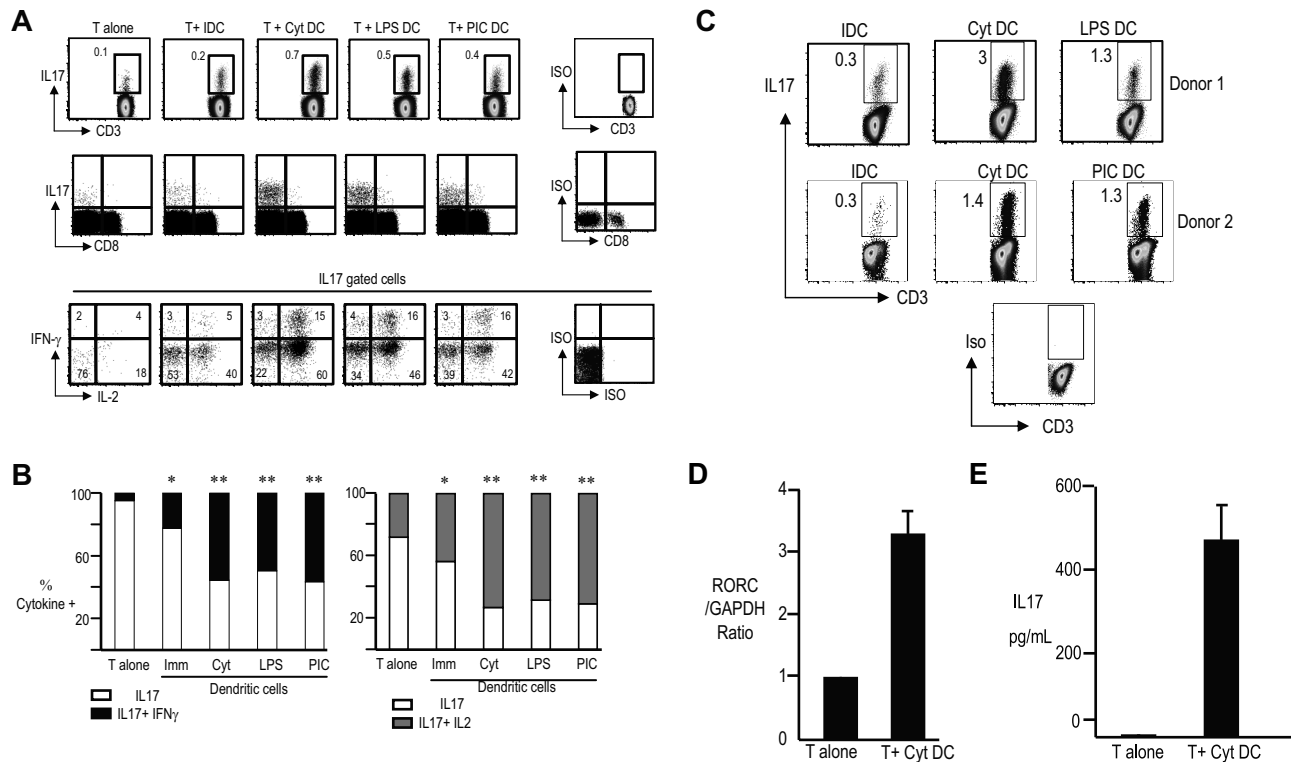 A
T alone T+ IDC T + Cyt DC T + LPS DC T+ PIC DC
0.1 0.2 0.7 0.5 0.4
IL17 ISO
CD3 CD3
IL17 ISO
CD8 CD8
IL17 gated cells
2 4 3 5 3 15 4 16 3 16
IFN-γ ISO
76 18 53 40 22 60 34 46 39 42
IL-2 ISO
B
* ** ** **
100
60
20
%
Cytokine +
T alone Imm Cyt LPS PIC
Dendritic cells
IL17
IL17+ IFNγ
* ** ** **
100
60
20
T alone Imm Cyt LPS PIC
Dendritic cells
IL17
IL17+ IL2
C
IDC Cyt DC LPS DC
0.3 3 1.3
IL17
Donor 1
IDC Cyt DC PIC DC
0.3 1.4 1.3
Donor 2
CD3
Iso
CD3
D
4
3
2
1
0
RORC
/GAPDH
Ratio
T alone T+ Cyt DC
E
600
400
200
0
IL17
pg/mL
T alone T+ Cyt DC